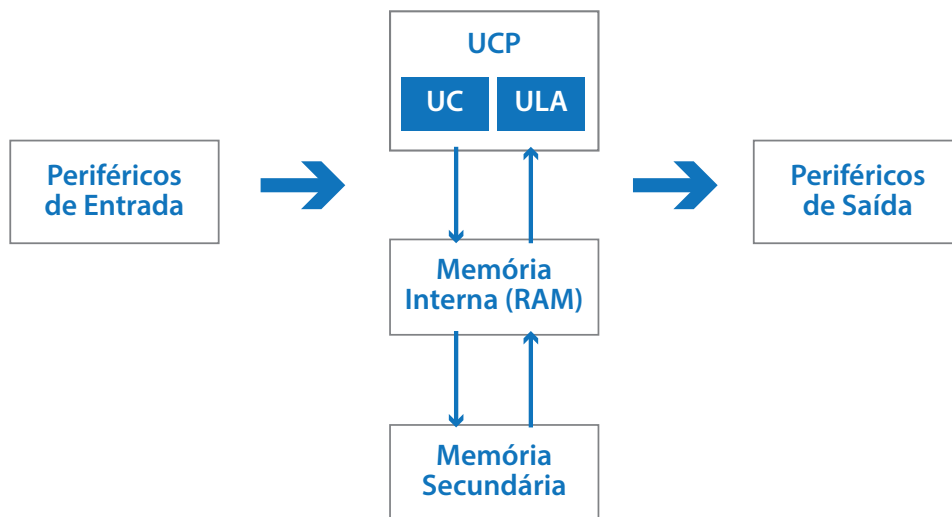 UCP
UC
ULA
Periféricos
de Entrada
Periféricos
de Saída
Memória
Interna (RAM)
Memória
Secundária